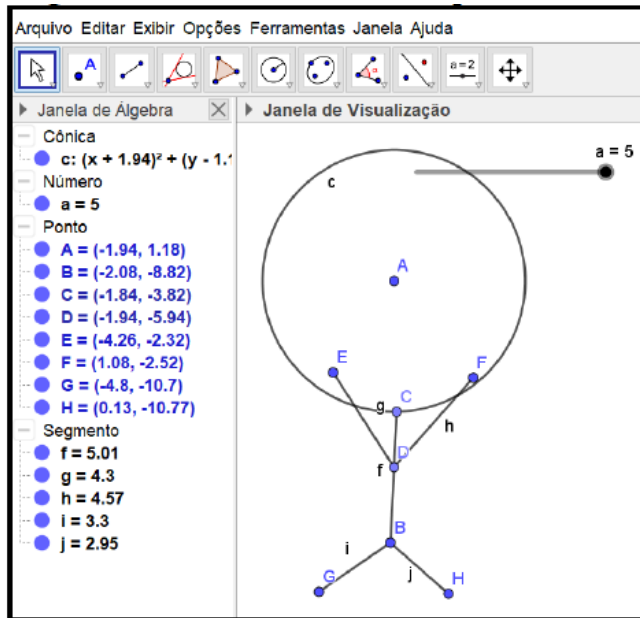 Arquivo Editar Exibir Opções Ferramentas Janela Ajuda
A
a=2
Janela de Álgebra
Cônica
c: (x + 1.94)² + (y - 1.1
Número
a = 5
Ponto
A = (-1.94, 1.18)
B = (-2.08, -8.82)
C = (-1.84, -3.82)
D = (-1.94, -5.94)
E = (-4.26, -2.32)
F = (1.08, -2.52)
G = (-4.8, -10.7)
H = (0.13, -10.77)
Segmento
f = 5.01
g = 4.3
h = 4.57
i = 3.3
j = 2.95
Janela de Visualização
a = 5
c
A
E
F
g
C
h
D
f
B
i
j
G
H